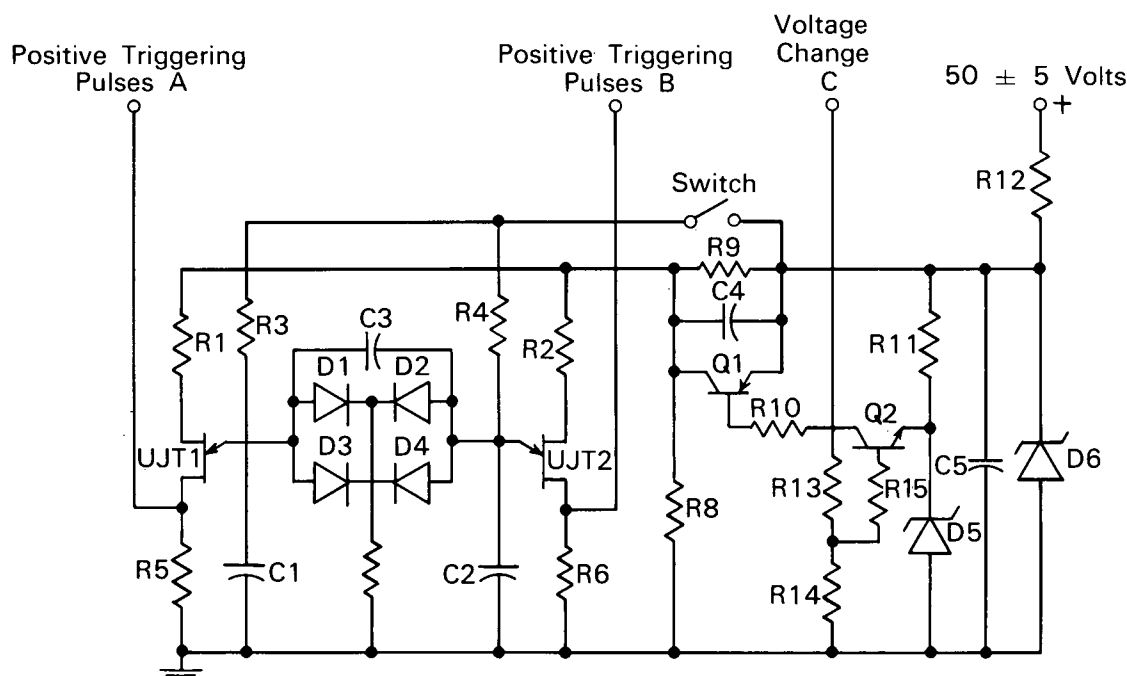 Positive Triggering
Pulses A
Positive Triggering
Pulses B
Voltage
Change
C
50 ± 5 Volts
+
R12
Switch
R9
C4
R1
R3
C3
R4
R2
R11
D1
D2
Q1
R10
Q2
UJT1
D3
D4
UJT2
R13
R15
C5
D6
R8
D5
R5
C1
C2
R6
R14